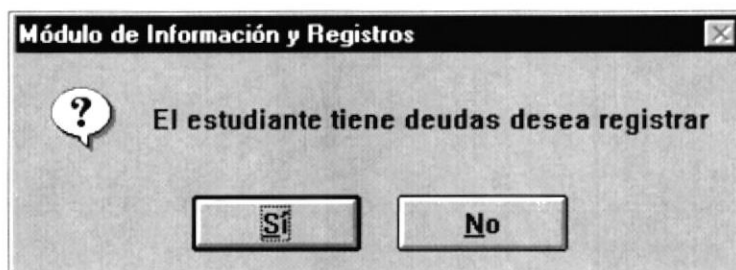 Módulo de Información y Registros
El estudiante tiene deudas desea registrar
Sí
No